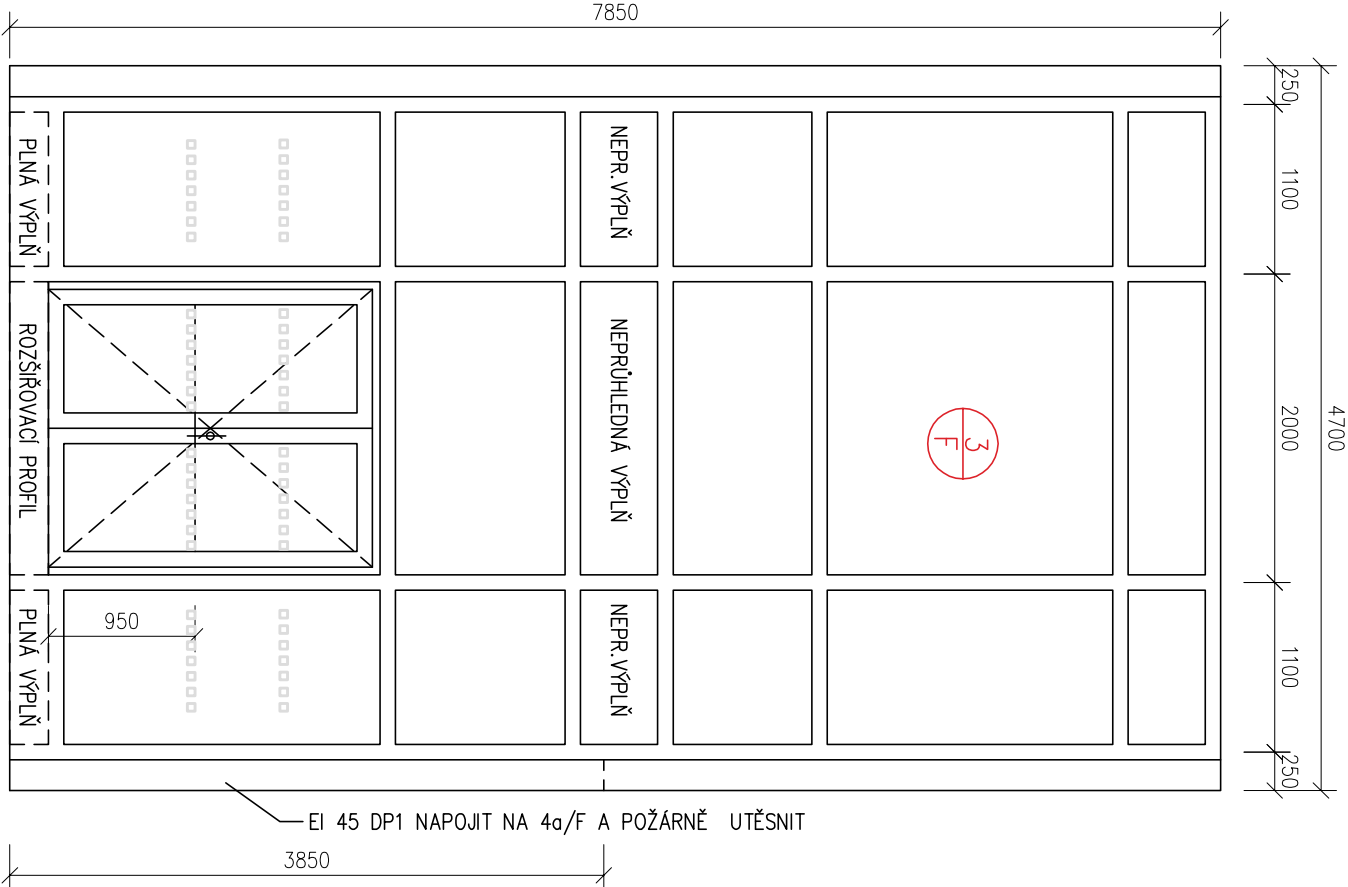 7850
250
1100
2000
1100
250
4700
PLNÁ VÝPLŇ
NEPR.VÝPLŇ
ROZŠIŘOVACÍ PROFIL
NEPRŮHLEDNÁ VÝPLŇ
3
F
PLNÁ VÝPLŇ
950
NEPR.VÝPLŇ
EI 45 DP1 NAPOJIT NA 4a/F A POŽÁRNĚ UTĚSNIT
3850